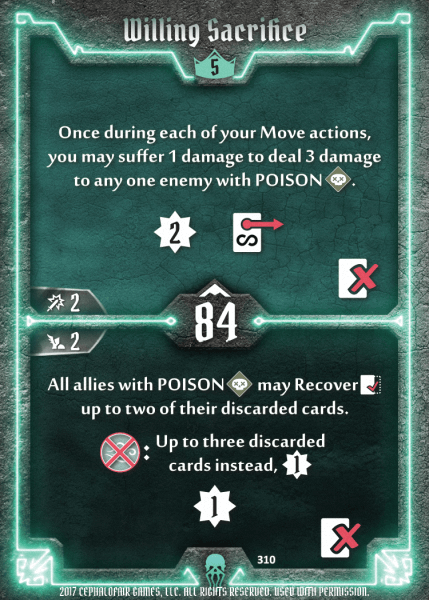 Willing Sacrifice
5
Once during each of your Move actions,
you may suffer 1 damage to deal 3 damage
to any one enemy with POISON.
2
2
84
2
All allies with POISON may Recover
up to two of their discarded cards.
: Up to three discarded
cards instead, 1
1
310
2017 CEPHALOFAIR GAMES, LLC. ALL RIGHTS RESERVED. USED WITH PERMISSION.